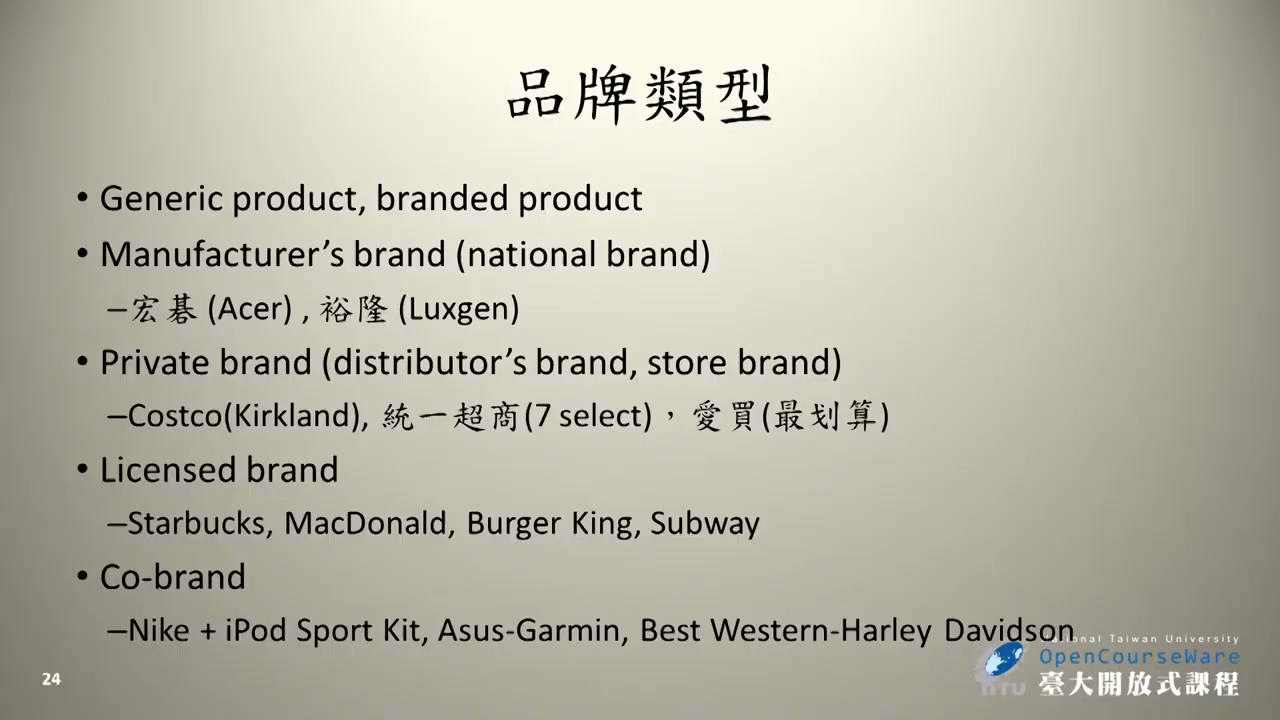 品牌類型
• Generic product, branded product
• Manufacturer’s brand (national brand)
–宏碁 (Acer) , 裕隆 (Luxgen)
• Private brand (distributor’s brand, store brand)
–Costco(Kirkland), 統一超商(7 select)，愛買(最划算)
• Licensed brand
–Starbucks, MacDonald, Burger King, Subway
• Co-brand
–Nike + iPod Sport Kit, Asus-Garmin, Best Western-Harley Davidson
National Taiwan University
OpenCourseWare
NTU
臺大開放式課程
24